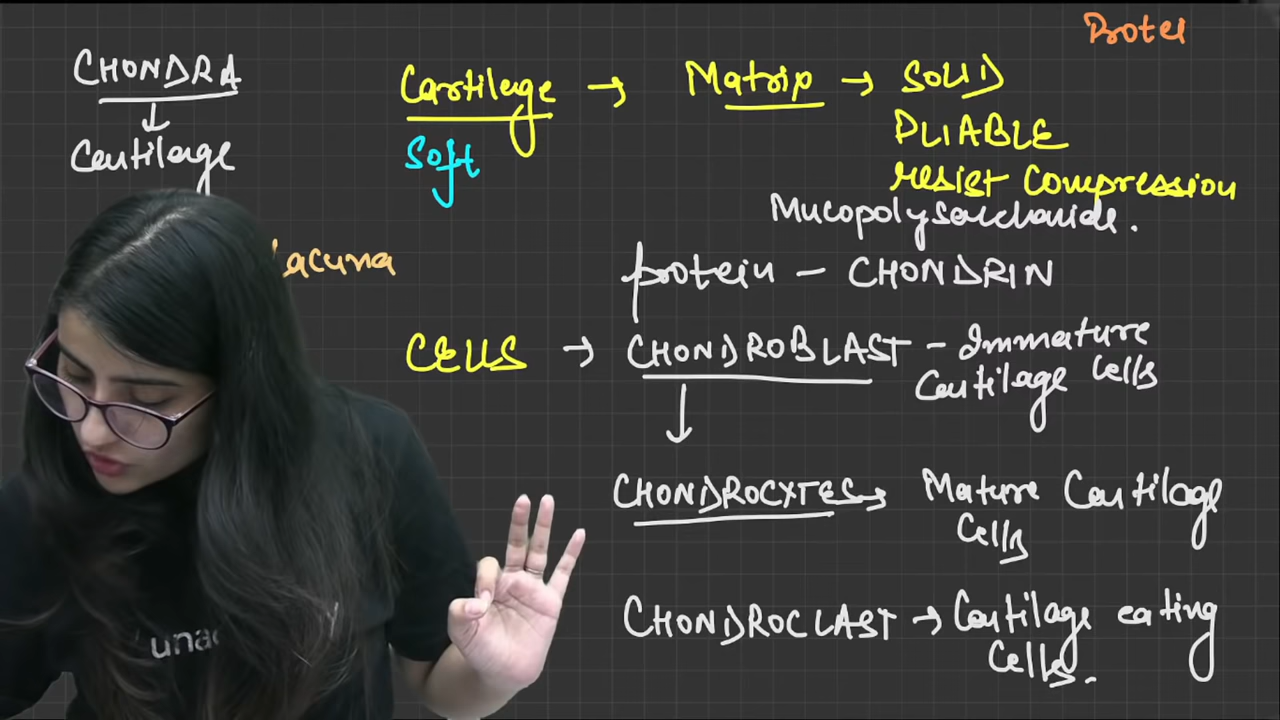 Protei
CHONDRA
Cartilage
Cartilage → Matrix → SOLID
Soft
PLIABLE
resist Compression
Mucopolysaccharide.
lacuna
protein - CHONDRIN
CELLS → CHONDROBLAST - Immature
Cartilage Cells
CHONDROCYTES → Mature Cartilage
Cells
CHONDROCLAST → Cartilage eating
Cells.